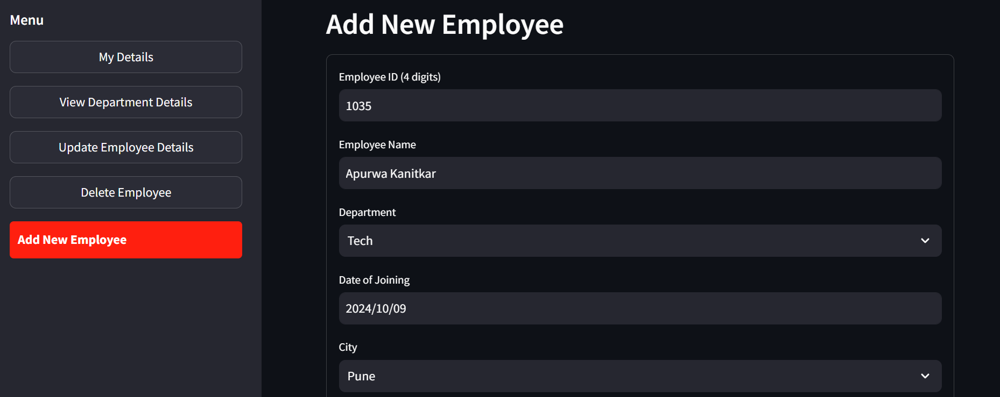 Menu
My Details
View Department Details
Update Employee Details
Delete Employee
Add New Employee
Add New Employee
Employee ID (4 digits)
1035
Employee Name
Apurwa Kanitkar
Department
Tech
Date of Joining
2024/10/09
City
Pune